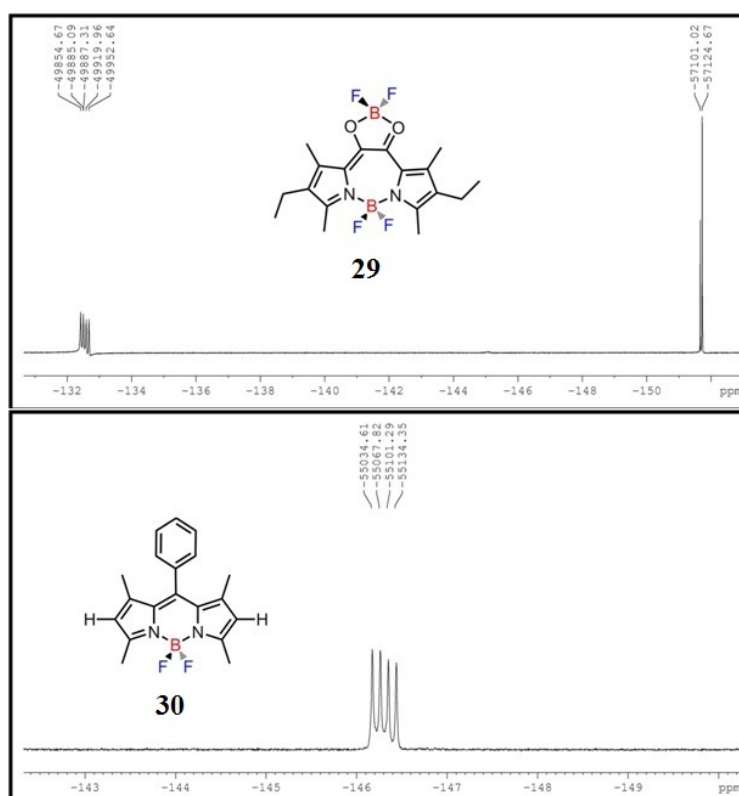 -49854.67
-49885.09
-49887.31
-49919.96
-49952.64
-57101.02
-57124.67
F F
B
O O
N B N
F F
29
-132 -134 -136 -138 -140 -142 -144 -146 -148 -150 ppm
-55034.61
-55067.82
-55101.29
-55134.35
H H
N N
B
F F
30
-143 -144 -145 -146 -147 -148 -149 ppm